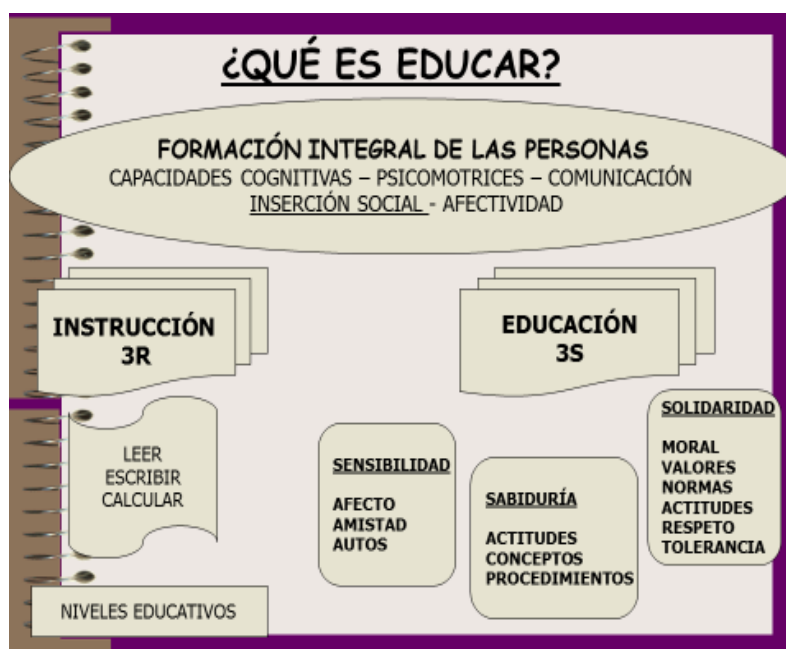 ¿QUÉ ES EDUCAR?
FORMACIÓN INTEGRAL DE LAS PERSONAS
CAPACIDADES COGNITIVAS – PSICOMOTRICES – COMUNICACIÓN
INSERCIÓN SOCIAL - AFECTIVIDAD
INSTRUCCIÓN
3R
EDUCACIÓN
3S
LEER
ESCRIBIR
CALCULAR
SENSIBILIDAD
AFECTO
AMISTAD
AUTOS
SABIDURÍA
ACTITUDES
CONCEPTOS
PROCEDIMIENTOS
SOLIDARIDAD
MORAL
VALORES
NORMAS
ACTITUDES
RESPETO
TOLERANCIA
NIVELES EDUCATIVOS